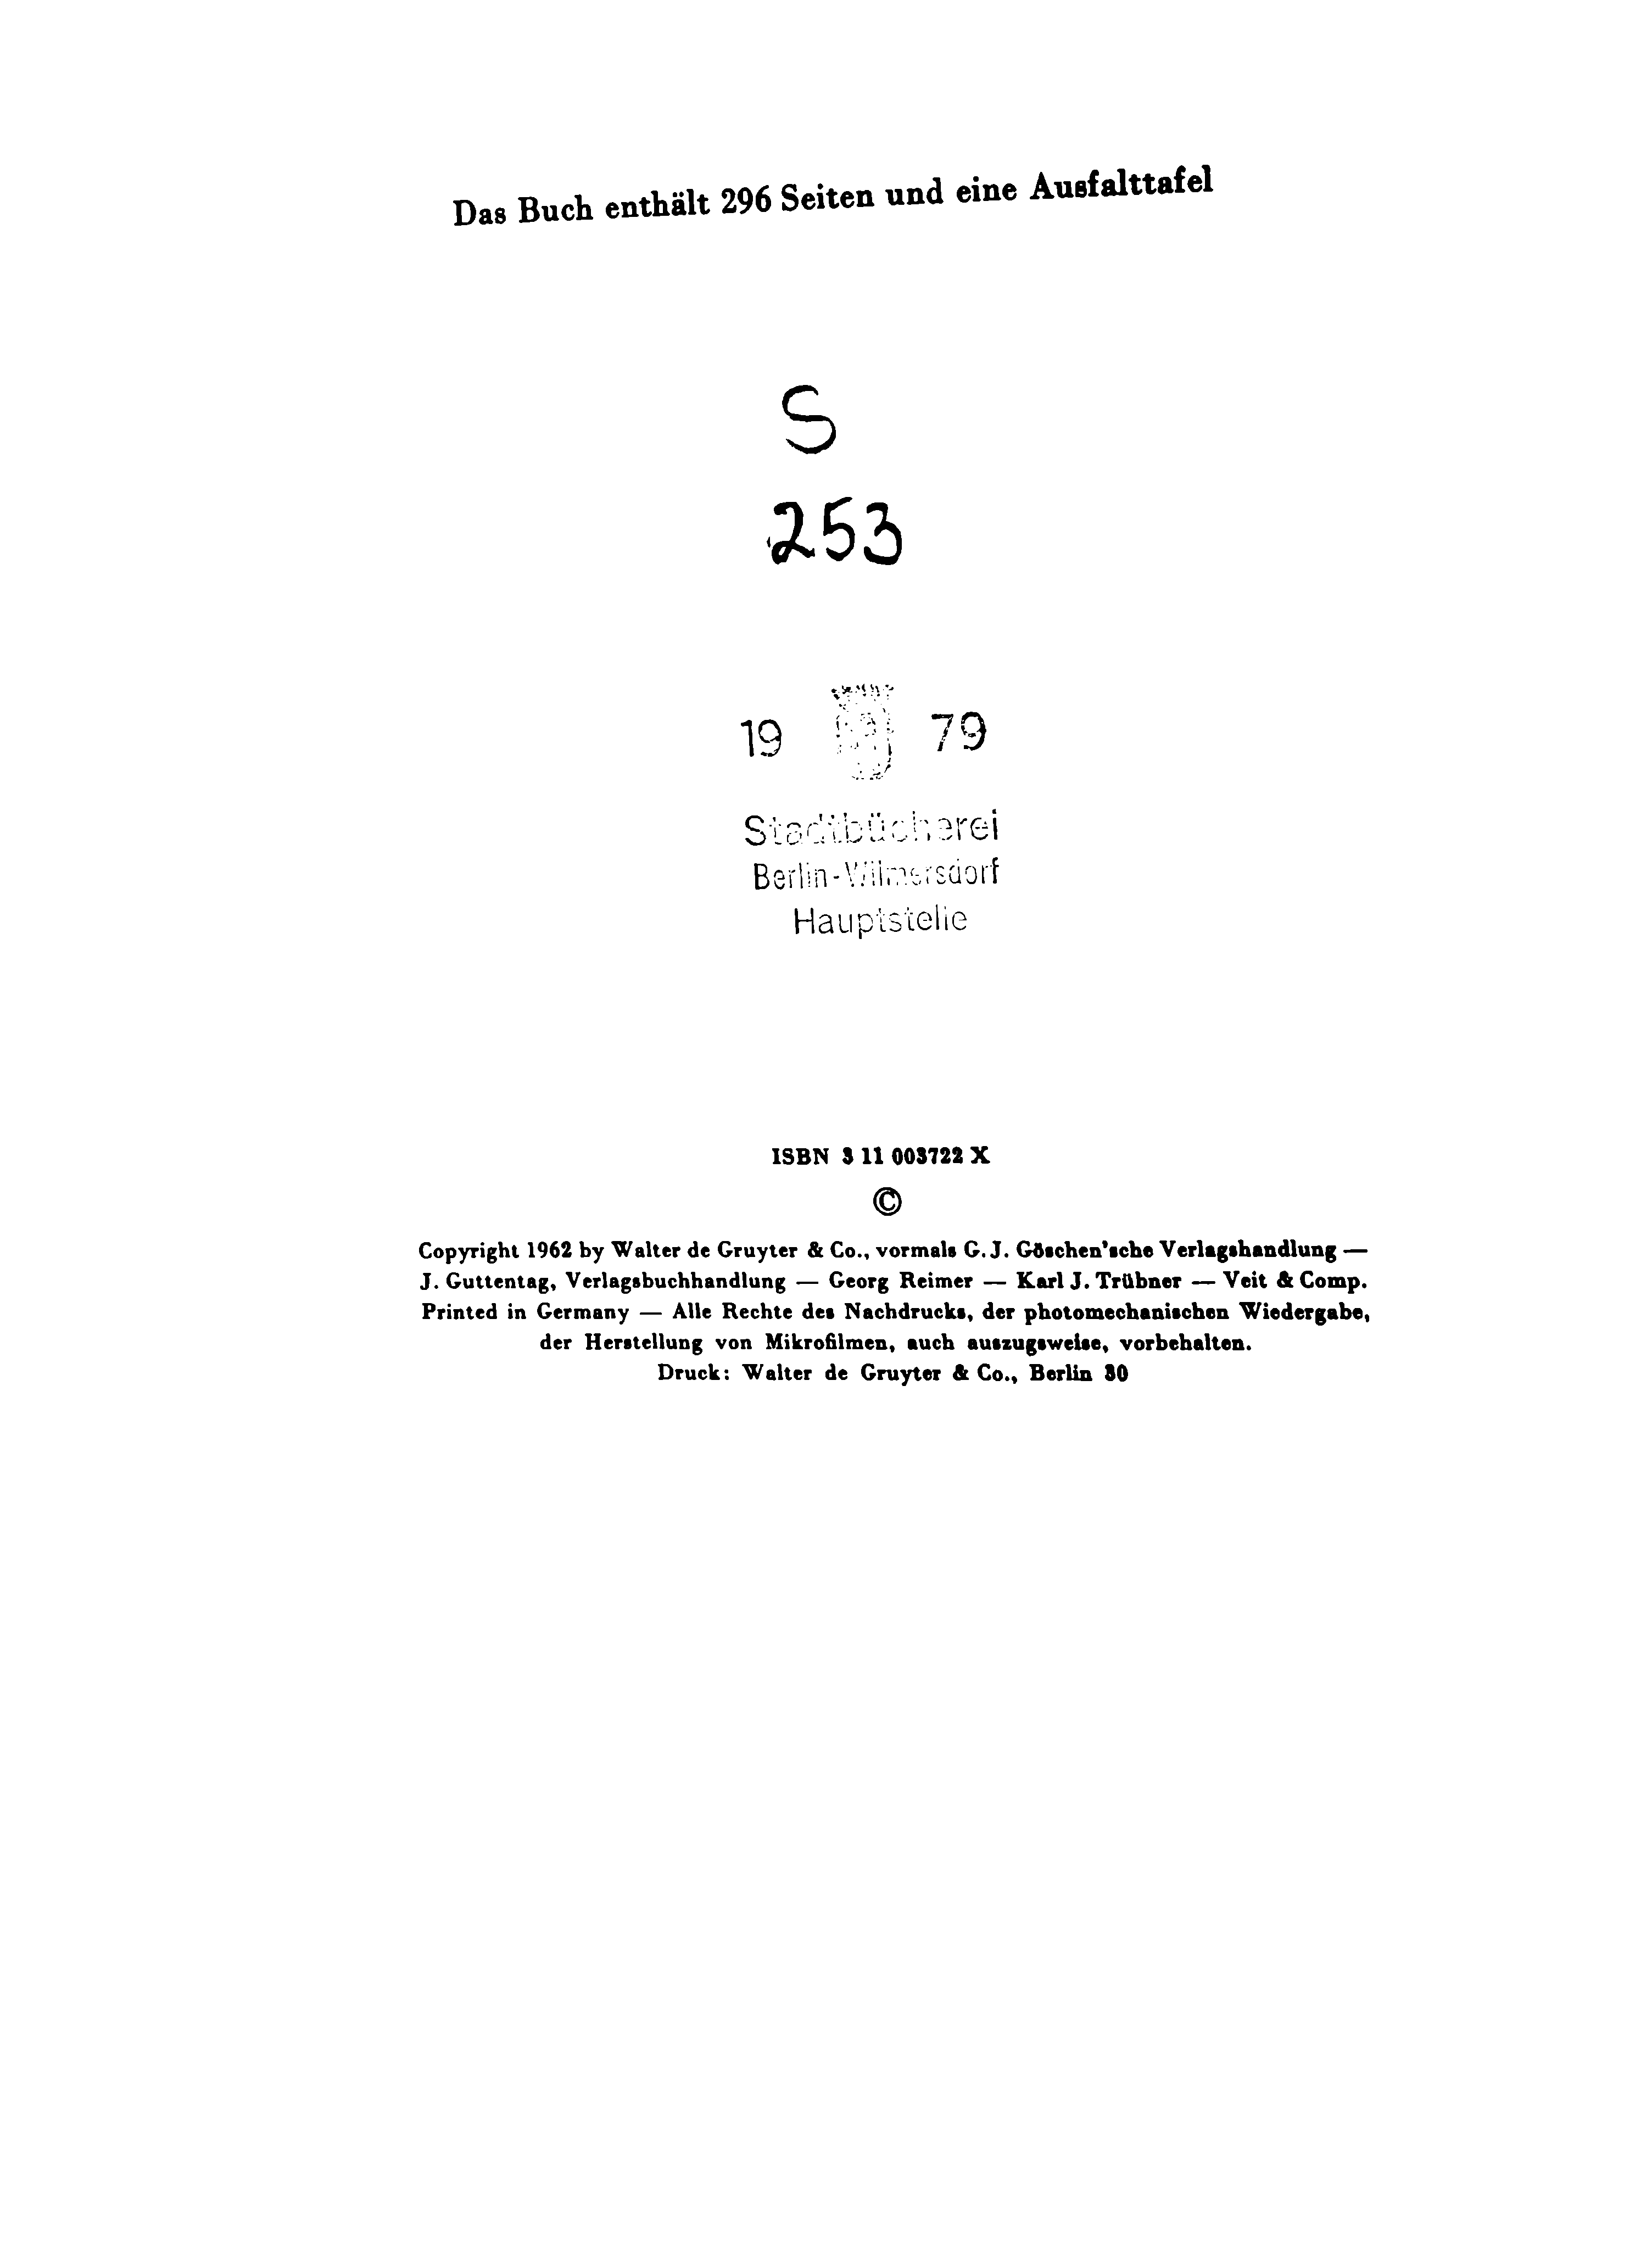 Das Buch enthält 296 Seiten und eine Ausfalttafel
S
253
19 79
Stadtbücherei
Berlin-Wilmersdorf
Hauptstelle
ISBN 3 11 003722 X
©
Copyright 1962 by Walter de Gruyter & Co., vormals G. J. Göschen'sche Verlagshandlung —
J. Guttentag, Verlagsbuchhandlung — Georg Reimer — Karl J. Trübner — Veit & Comp.
Printed in Germany — Alle Rechte des Nachdrucks, der photomechanischen Wiedergabe,
der Herstellung von Mikrofilmen, auch auszugsweise, vorbehalten.
Druck: Walter de Gruyter & Co., Berlin 30